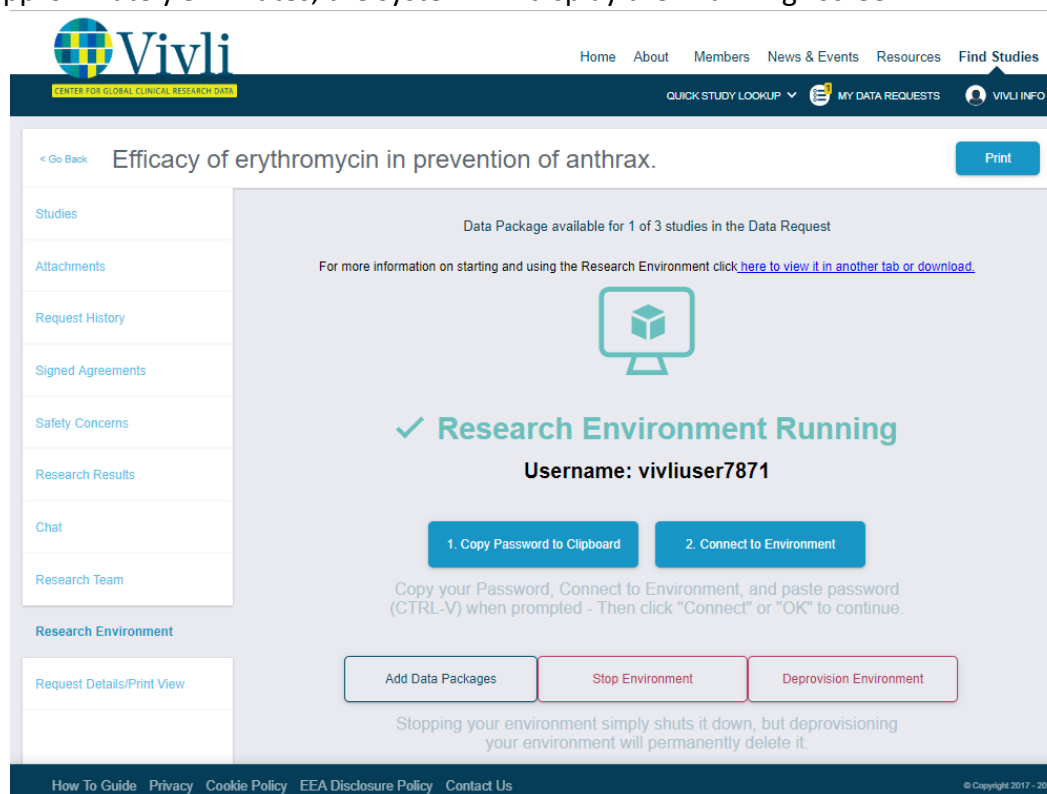 Vivli
CENTER FOR GLOBAL CLINICAL RESEARCH DATA
Home About Members News & Events Resources Find Studies
QUICK STUDY LOOKUP 1 MY DATA REQUESTS VIVLI INFO
< Go Back Efficacy of erythromycin in prevention of anthrax. Print
Studies
Attachments
Request History
Signed Agreements
Safety Concerns
Research Results
Chat
Research Team
Research Environment
Request Details/Print View
Data Package available for 1 of 3 studies in the Data Request
For more information on starting and using the Research Environment click here to view it in another tab or download.
Research Environment Running
Username: vivliuser7871
1. Copy Password to Clipboard 2. Connect to Environment
Copy your Password, Connect to Environment, and paste password
(CTRL-V) when prompted - Then click "Connect" or "OK" to continue.
Add Data Packages Stop Environment Deprovision Environment
Stopping your environment simply shuts it down, but deprovisioning
your environment will permanently delete it.
How To Guide Privacy Cookie Policy EEA Disclosure Policy Contact Us
© Copyright 2017 - 20